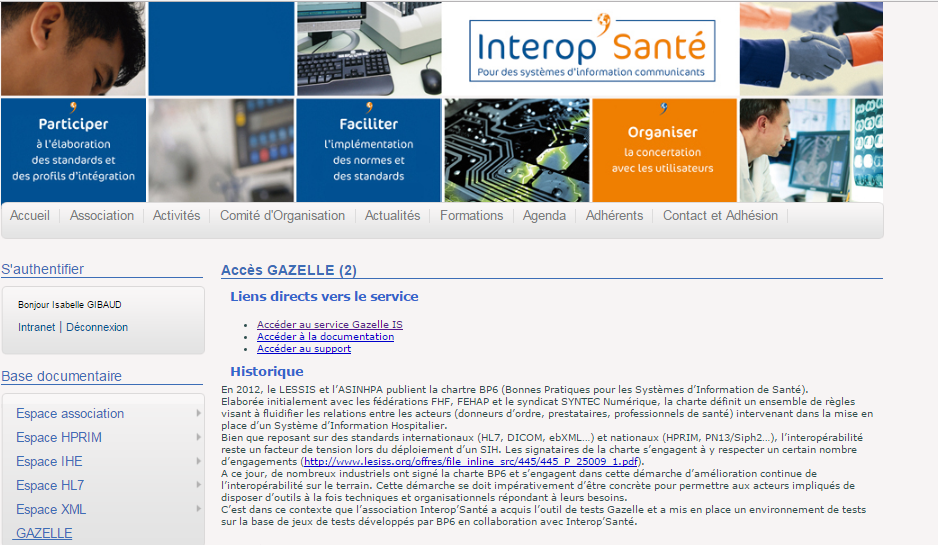 Interop'Santé
Pour des systèmes d'information communicants
Participer
à l'élaboration
des standards et
des profils d'intégration
Faciliter
l'implémentation
des normes et
des standards
Organiser
la concertation
avec les utilisateurs
Accueil
Association
Activités
Comité d'Organisation
Actualités
Formations
Agenda
Adhérents
Contact et Adhésion
S'authentifier
Bonjour Isabelle GIBAUD
Intranet | Déconnexion
Base documentaire
Espace association
Espace HPRIM
Espace IHE
Espace HL7
Espace XML
GAZELLE
Accès GAZELLE (2)
Liens directs vers le service
Accéder au service Gazelle IS
Accéder à la documentation
Accéder au support
Historique
En 2012, le LESSIS et l'ASINHPA publient la chartre BP6 (Bonnes Pratiques pour les Systèmes d'Information de Santé).
Elaborée initialement avec les fédérations FHF, FEHAP et le syndicat SYNTEC Numérique, la charte définit un ensemble de règles
visant à fluidifier les relations entre les acteurs (donneurs d'ordre, prestataires, professionnels de santé) intervenant dans la mise en
place d'un Système d'Information Hospitalier.
Bien que reposant sur des standards internationaux (HL7, DICOM, ebXML...) et nationaux (HPRIM, PN13/Siph2...), l'interopérabilité
reste un facteur de tension lors du déploiement d'un SIH. Les signataires de la charte s'engagent à y respecter un certain nombre
d'engagements (http://www.lesiss.org/offres/file_inline_src/445/445_P_25009_1.pdf).
A ce jour, de nombreux industriels ont signé la charte BP6 et s'engagent dans cette démarche d'amélioration continue de
l'interopérabilité sur le terrain. Cette démarche se doit impérativement d'être concrète pour permettre aux acteurs impliqués de
disposer d'outils à la fois techniques et organisationnels répondant à leurs besoins.
C'est dans ce contexte que l'association Interop'Santé a acquis l'outil de tests Gazelle et a mis en place un environnement de tests
sur la base de jeux de tests développés par BP6 en collaboration avec Interop'Santé.